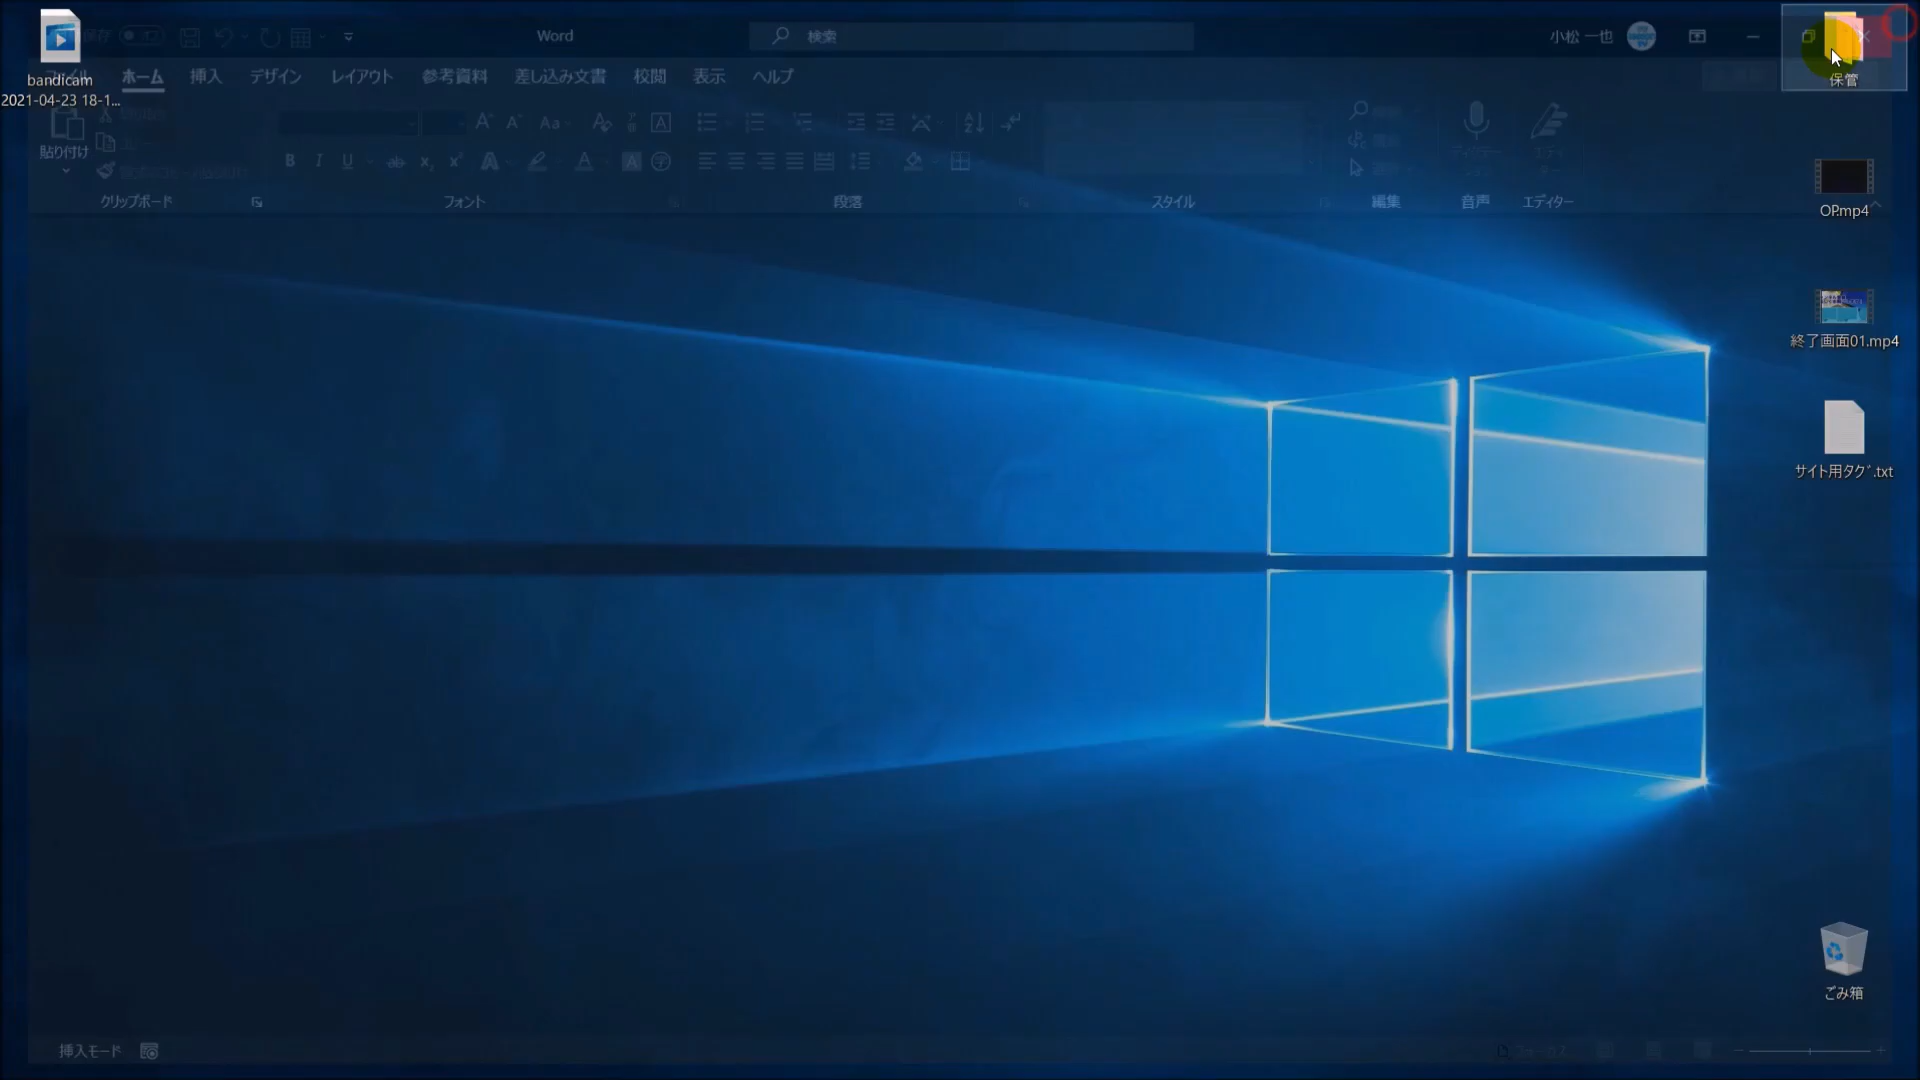 保存
Word
検索
小松 一也
bandicam
2021-04-23 18-1...
ホーム
挿入
デザイン
レイアウト
参考資料
差し込み文書
校閲
表示
ヘルプ
保管
貼り付け
クリップボード
フォント
段落
スタイル
編集
音声
エディター
OP.mp4
終了画面01.mp4
サイト用タグ.txt
ごみ箱
挿入モード